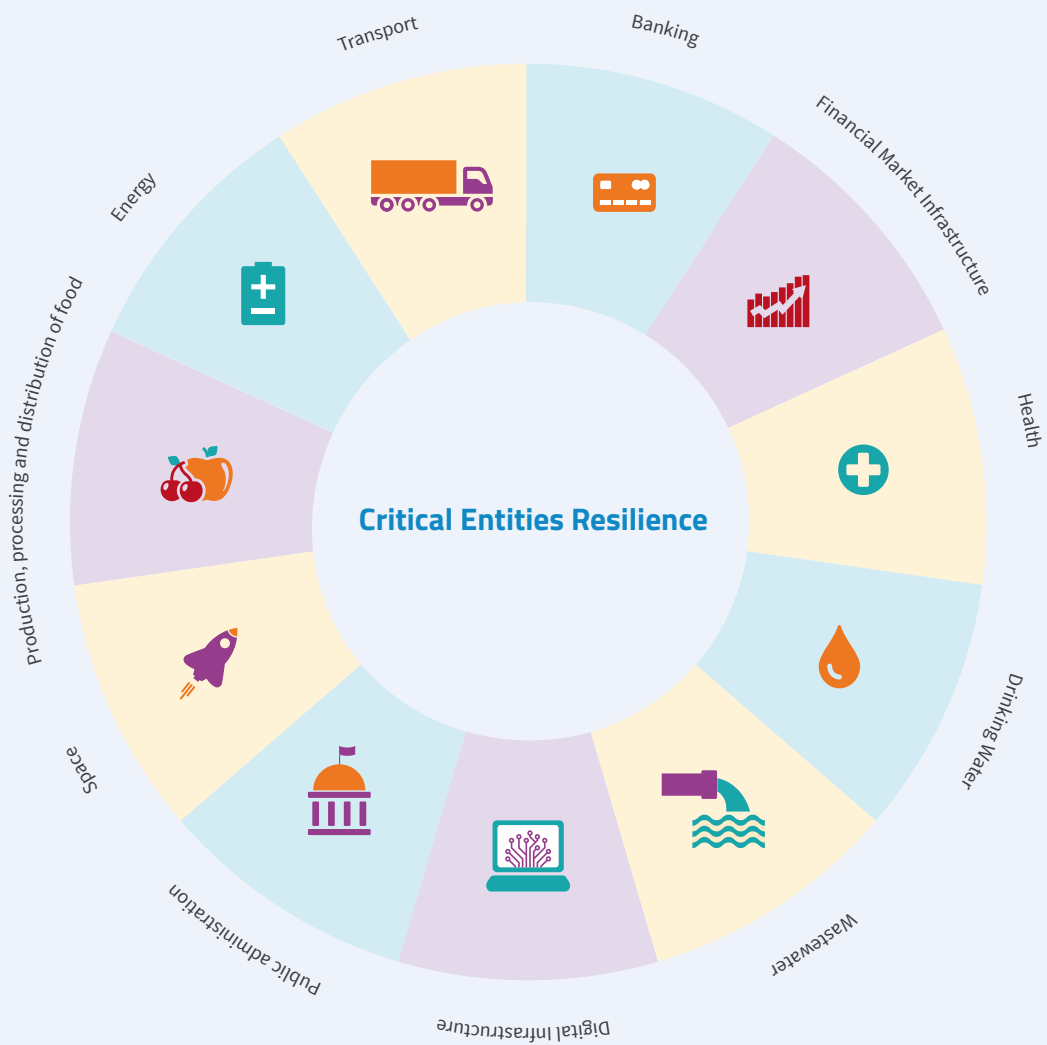 Transport
Banking
Financial Market Infrastructure
Health
Drinking Water
Wastewater
Digital Infrastructure
Public administration
Space
Production, processing and distribution of food
Energy
Critical Entities Resilience